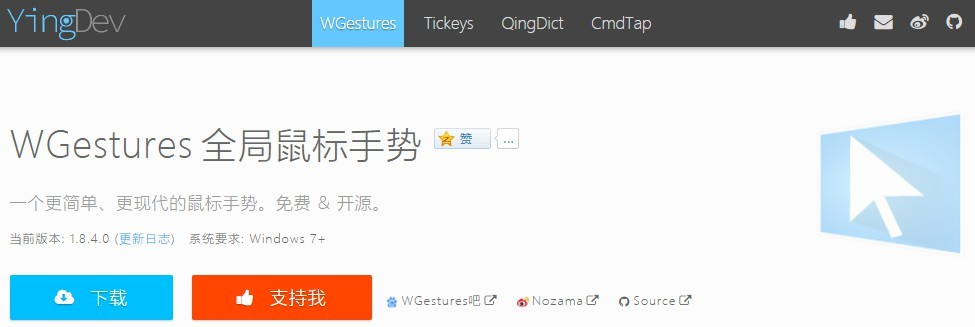 YingDev WGestures Tickeys QingDict CmdTap
WGestures 全局鼠标手势 赞 ...
一个更简单、更现代的鼠标手势。免费 & 开源。
当前版本: 1.8.4.0 (更新日志) 系统要求: Windows 7+
下载 支持我 WGestures吧 Nozama Source